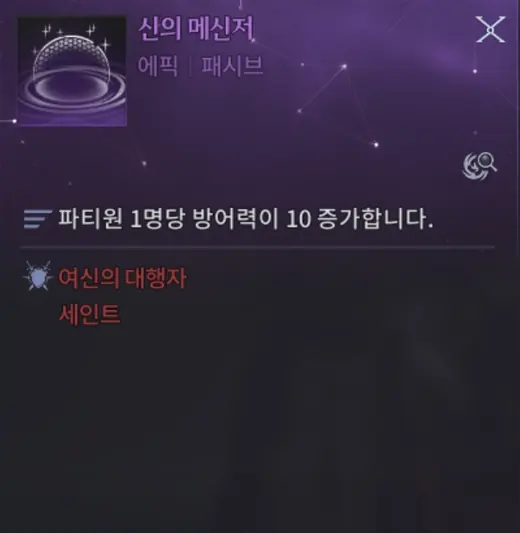 신의 메신저
에픽 | 패시브
파티원 1명당 방어력이 10 증가합니다.
여신의 대행자
세인트